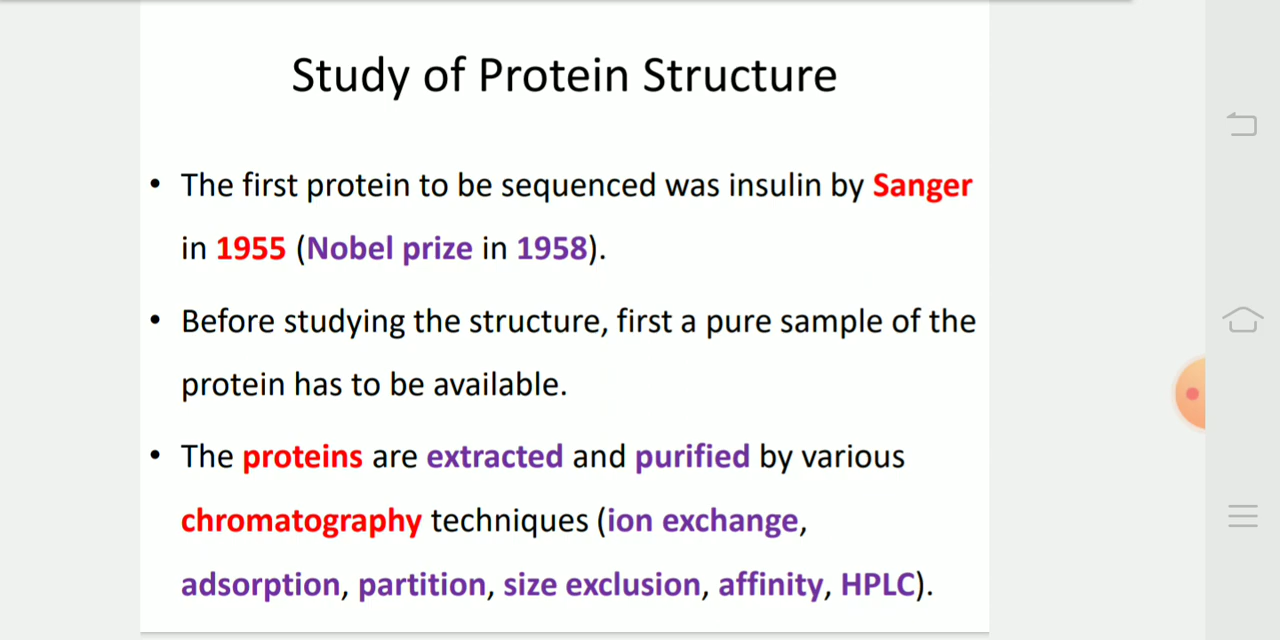 Study of Protein Structure
• The first protein to be sequenced was insulin by Sanger
in 1955 (Nobel prize in 1958).
• Before studying the structure, first a pure sample of the
protein has to be available.
• The proteins are extracted and purified by various
chromatography techniques (ion exchange,
adsorption, partition, size exclusion, affinity, HPLC).